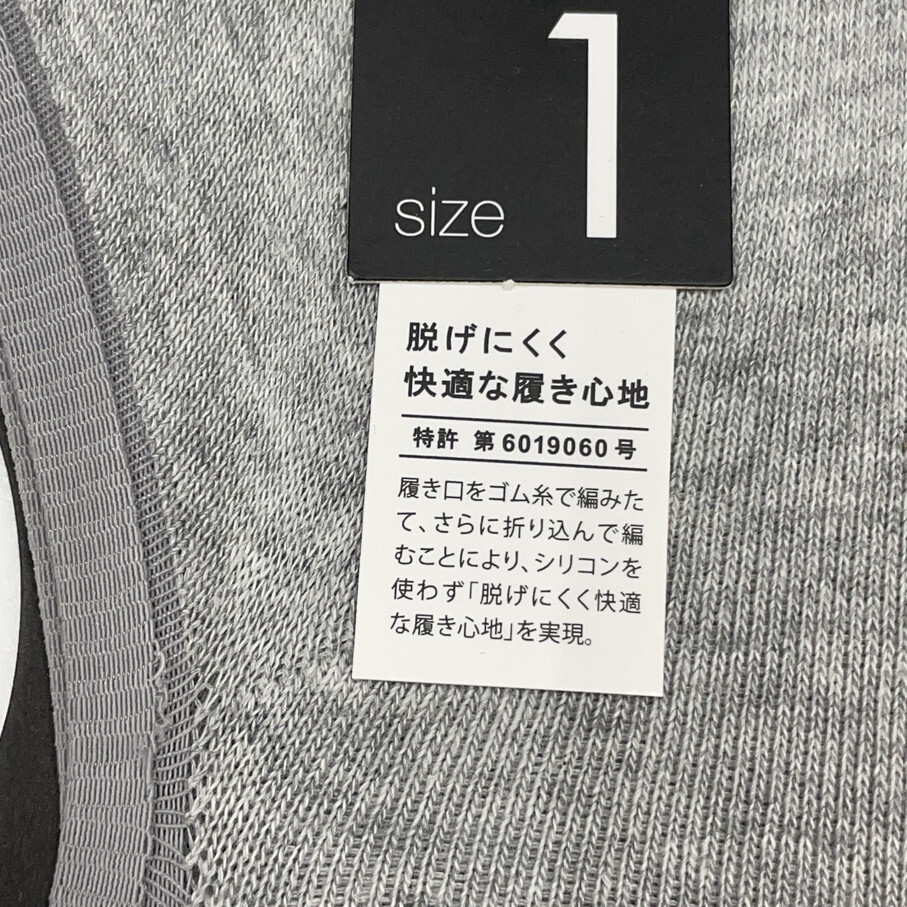 size 1
脱げにくく
快適な履き心地
特許 第6019060号
履き口をゴム糸で編みた
て、さらに折り込んで編
むことにより、シリコンを
使わず「脱げにくく快適
な履き心地」を実現。